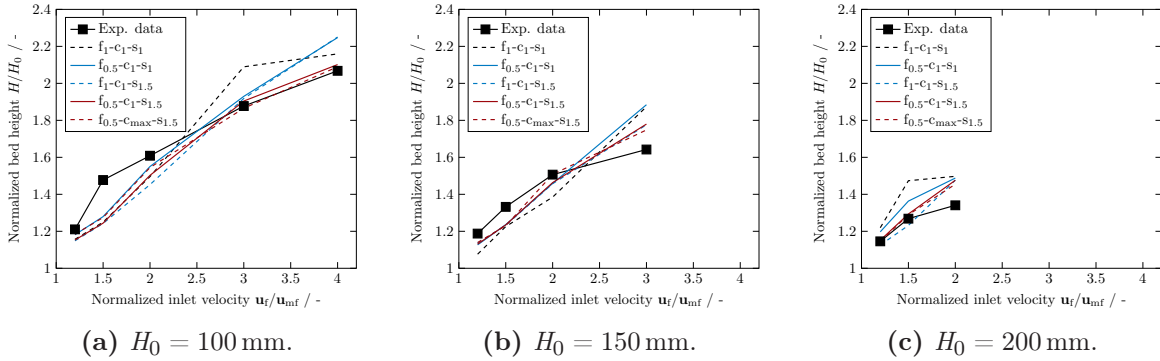 2.4
2.2
2
1.8
1.6
1.4
1.2
1
Normalized bed height H/H₀ / -
Exp. data
f₁-c₁-s₁
f₀.₅-c₁-s₁
f₁-c₁-s₁.₅
f₀.₅-c₁-s₁.₅
f₀.₅-cₘₐₓ-s₁.₅
1 1.5 2 2.5 3 3.5 4
Normalized inlet velocity u_f/u_mf / -
(a) H₀ = 100 mm.
2.4
2.2
2
1.8
1.6
1.4
1.2
1
Normalized bed height H/H₀ / -
Exp. data
f₁-c₁-s₁
f₀.₅-c₁-s₁
f₁-c₁-s₁.₅
f₀.₅-c₁-s₁.₅
f₀.₅-cₘₐₓ-s₁.₅
1 1.5 2 2.5 3 3.5 4
Normalized inlet velocity u_f/u_mf / -
(b) H₀ = 150 mm.
2.4
2.2
2
1.8
1.6
1.4
1.2
1
Normalized bed height H/H₀ / -
Exp. data
f₁-c₁-s₁
f₀.₅-c₁-s₁
f₁-c₁-s₁.₅
f₀.₅-c₁-s₁.₅
f₀.₅-cₘₐₓ-s₁.₅
1 1.5 2 2.5 3 3.5 4
Normalized inlet velocity u_f/u_mf / -
(c) H₀ = 200 mm.